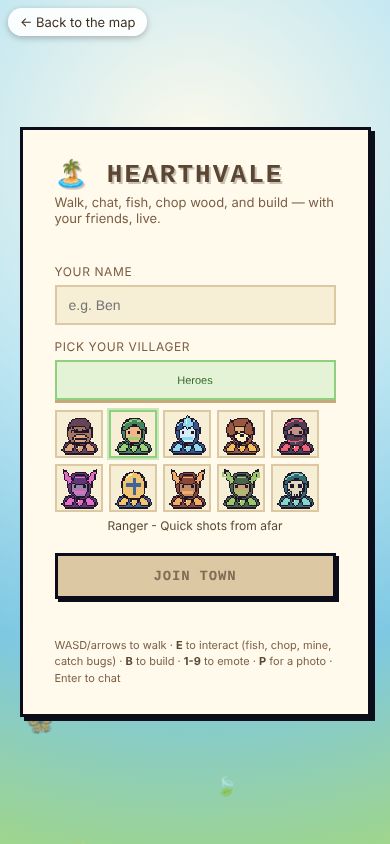 ← Back to the map
HEARTHVALE
Walk, chat, fish, chop wood, and build — with
your friends, live.
YOUR NAME
e.g. Ben
PICK YOUR VILLAGER
Heroes
Ranger - Quick shots from afar
JOIN TOWN
WASD/arrows to walk · E to interact (fish, chop, mine,
catch bugs) · B to build · 1-9 to emote · P for a photo ·
Enter to chat